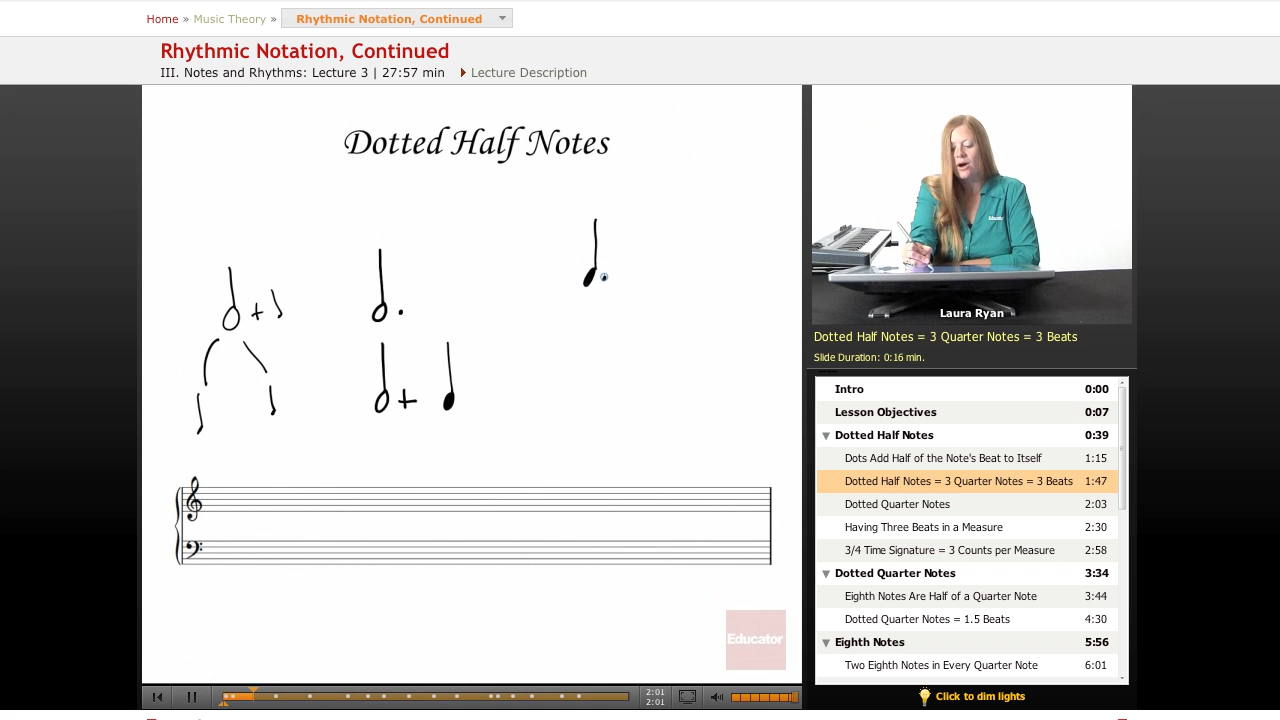 Home » Music Theory » Rhythmic Notation, Continued
Rhythmic Notation, Continued
III. Notes and Rhythms: Lecture 3 | 27:57 min Lecture Description
Dotted Half Notes
Educator
2:01
2:01
Laura Ryan
Dotted Half Notes = 3 Quarter Notes = 3 Beats
Slide Duration: 0:16 min.
Intro 0:00
Lesson Objectives 0:07
Dotted Half Notes 0:39
Dots Add Half of the Note's Beat to Itself 1:15
Dotted Half Notes = 3 Quarter Notes = 3 Beats 1:47
Dotted Quarter Notes 2:03
Having Three Beats in a Measure 2:30
3/4 Time Signature = 3 Counts per Measure 2:58
Dotted Quarter Notes 3:34
Eighth Notes Are Half of a Quarter Note 3:44
Dotted Quarter Notes = 1.5 Beats 4:30
Eighth Notes 5:56
Two Eighth Notes in Every Quarter Note 6:01
Click to dim lights